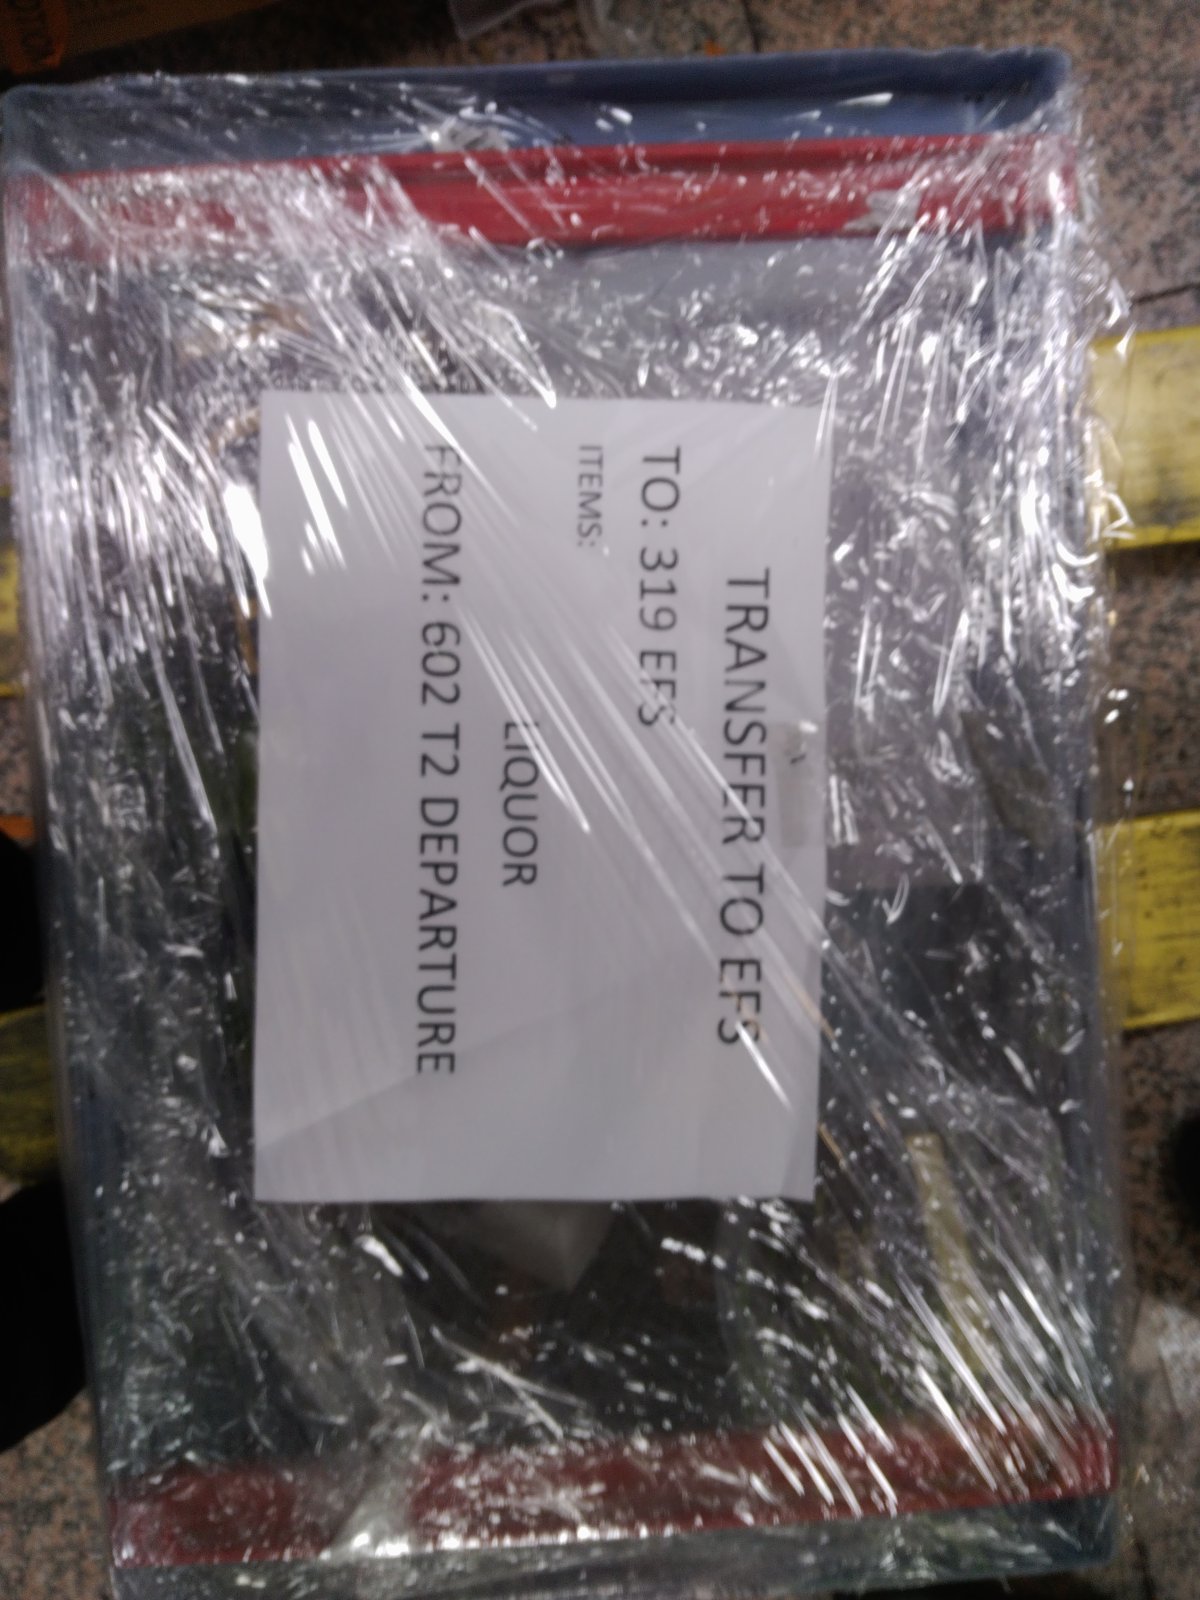 TRANSFER TO EFS
TO: 319 EFS
ITEMS:
LIQUOR
FROM: 602 T2 DEPARTURE